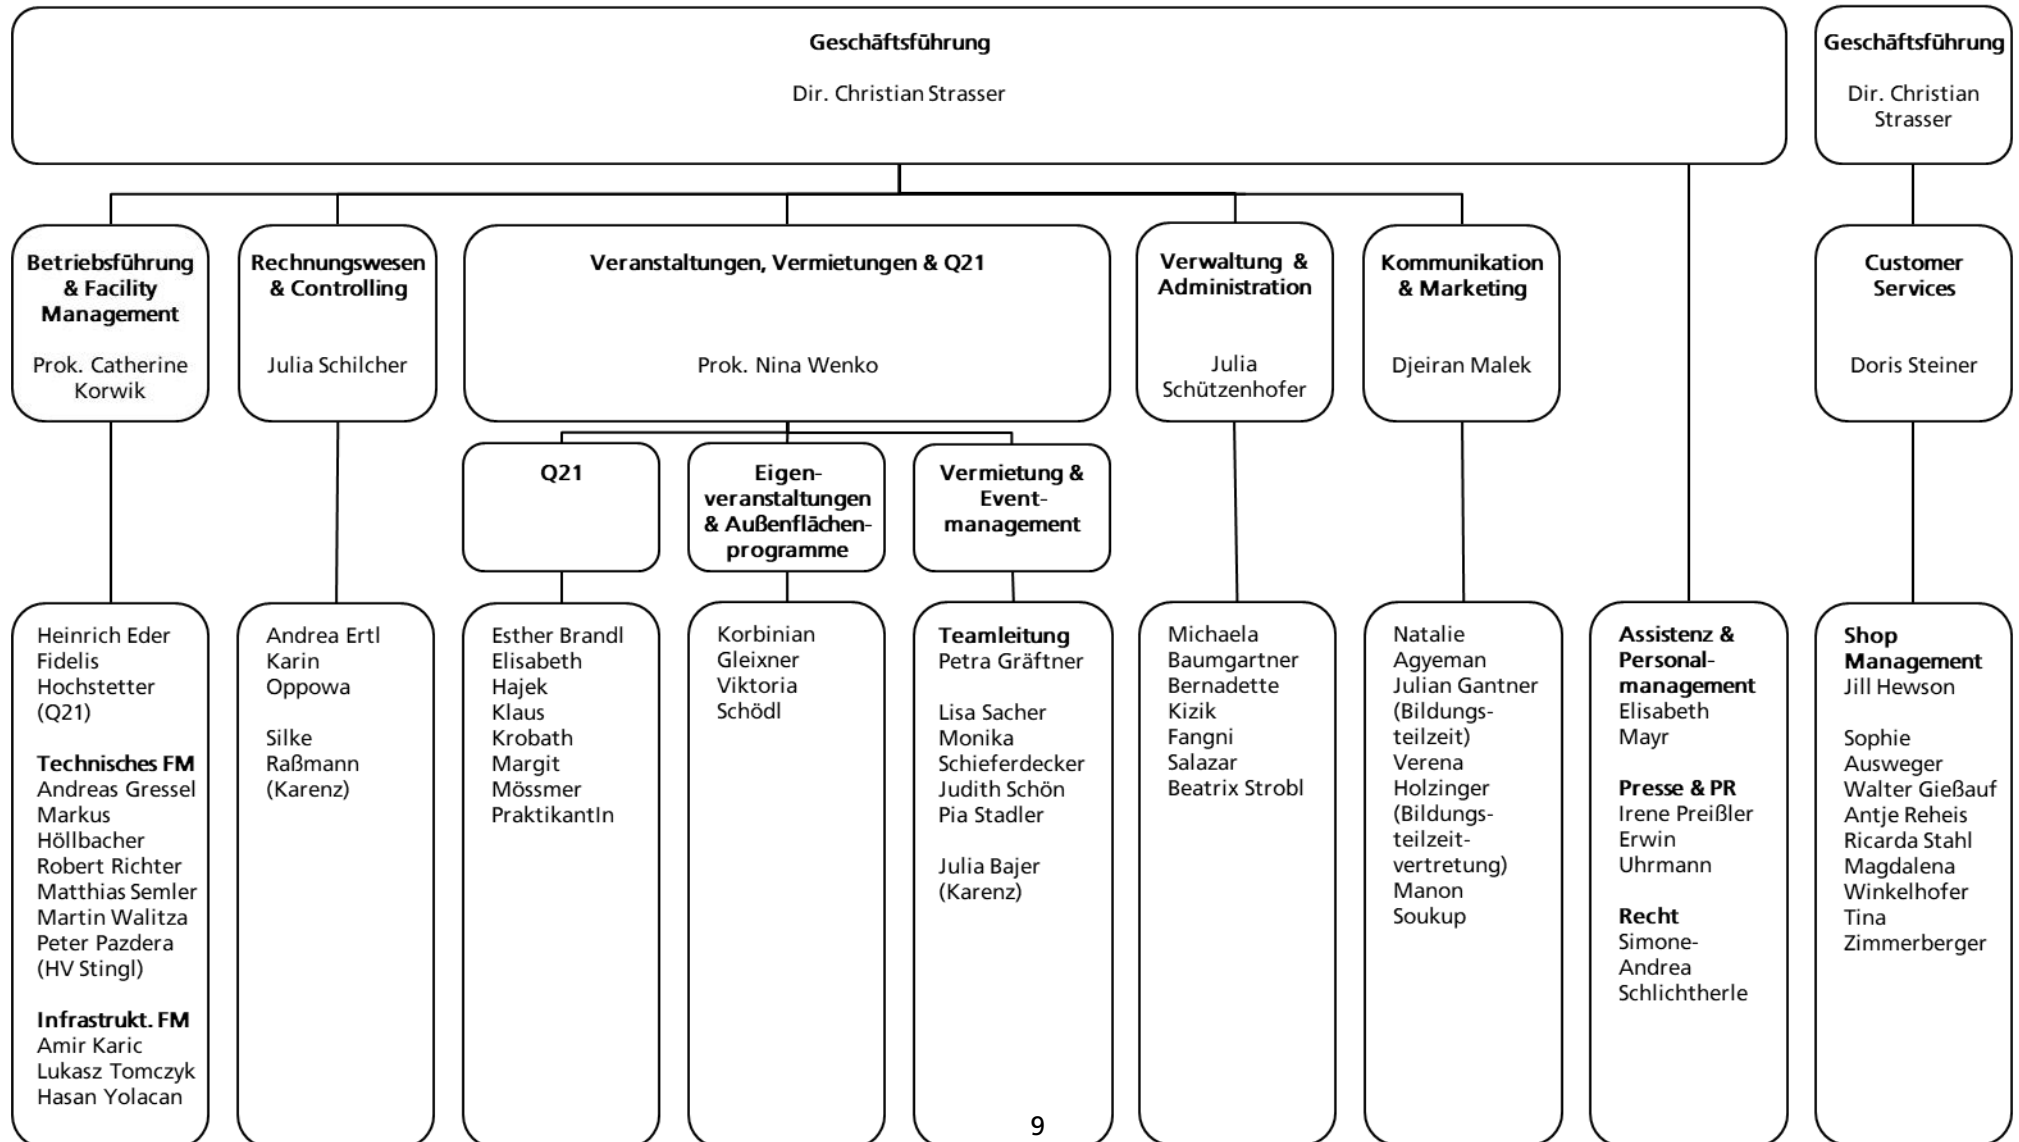 Geschäftsführung
Dir. Christian Strasser
Geschäftsführung
Dir. Christian
Strasser
Betriebsführung
& Facility
Management
Prok. Catherine
Korwik
Rechnungswesen
& Controlling
Julia Schilcher
Veranstaltungen, Vermietungen & Q21
Prok. Nina Wenko
Verwaltung &
Administration
Julia
Schützenhofer
Kommunikation
& Marketing
Djeiran Malek
Customer
Services
Doris Steiner
Q21
Eigen-
veranstaltungen
& Außenflächen-
programme
Vermietung &
Event-
management
Heinrich Eder
Fidelis
Hochstetter
(Q21)
Technisches FM
Andreas Gressel
Markus
Höllbacher
Robert Richter
Matthias Semler
Martin Walitza
Peter Pazdera
(HV Stingl)
Infrastrukt. FM
Amir Karic
Lukasz Tomczyk
Hasan Yolacan
Andrea Ertl
Karin
Oppowa
Silke
Raßmann
(Karenz)
Esther Brandl
Elisabeth
Hajek
Klaus
Krobath
Margit
Mössmer
PraktikantIn
Korbinian
Gleixner
Viktoria
Schödl
Teamleitung
Petra Gräftner
Lisa Sacher
Monika
Schieferdecker
Judith Schön
Pia Stadler
Julia Bajer
(Karenz)
Michaela
Baumgartner
Bernadette
Kizik
Fangni
Salazar
Beatrix Strobl
Natalie
Agyeman
Julian Gantner
(Bildungs-
teilzeit)
Verena
Holzinger
(Bildungs-
teilzeit-
vertretung)
Manon
Soukup
Assistenz &
Personal-
management
Elisabeth
Mayr
Presse & PR
Irene Preißler
Erwin
Uhrmann
Recht
Simone-
Andrea
Schlichtherle
Shop
Management
Jill Hewson
Sophie
Ausweger
Walter Gießauf
Antje Reheis
Ricarda Stahl
Magdalena
Winkelhofer
Tina
Zimmerberger
9